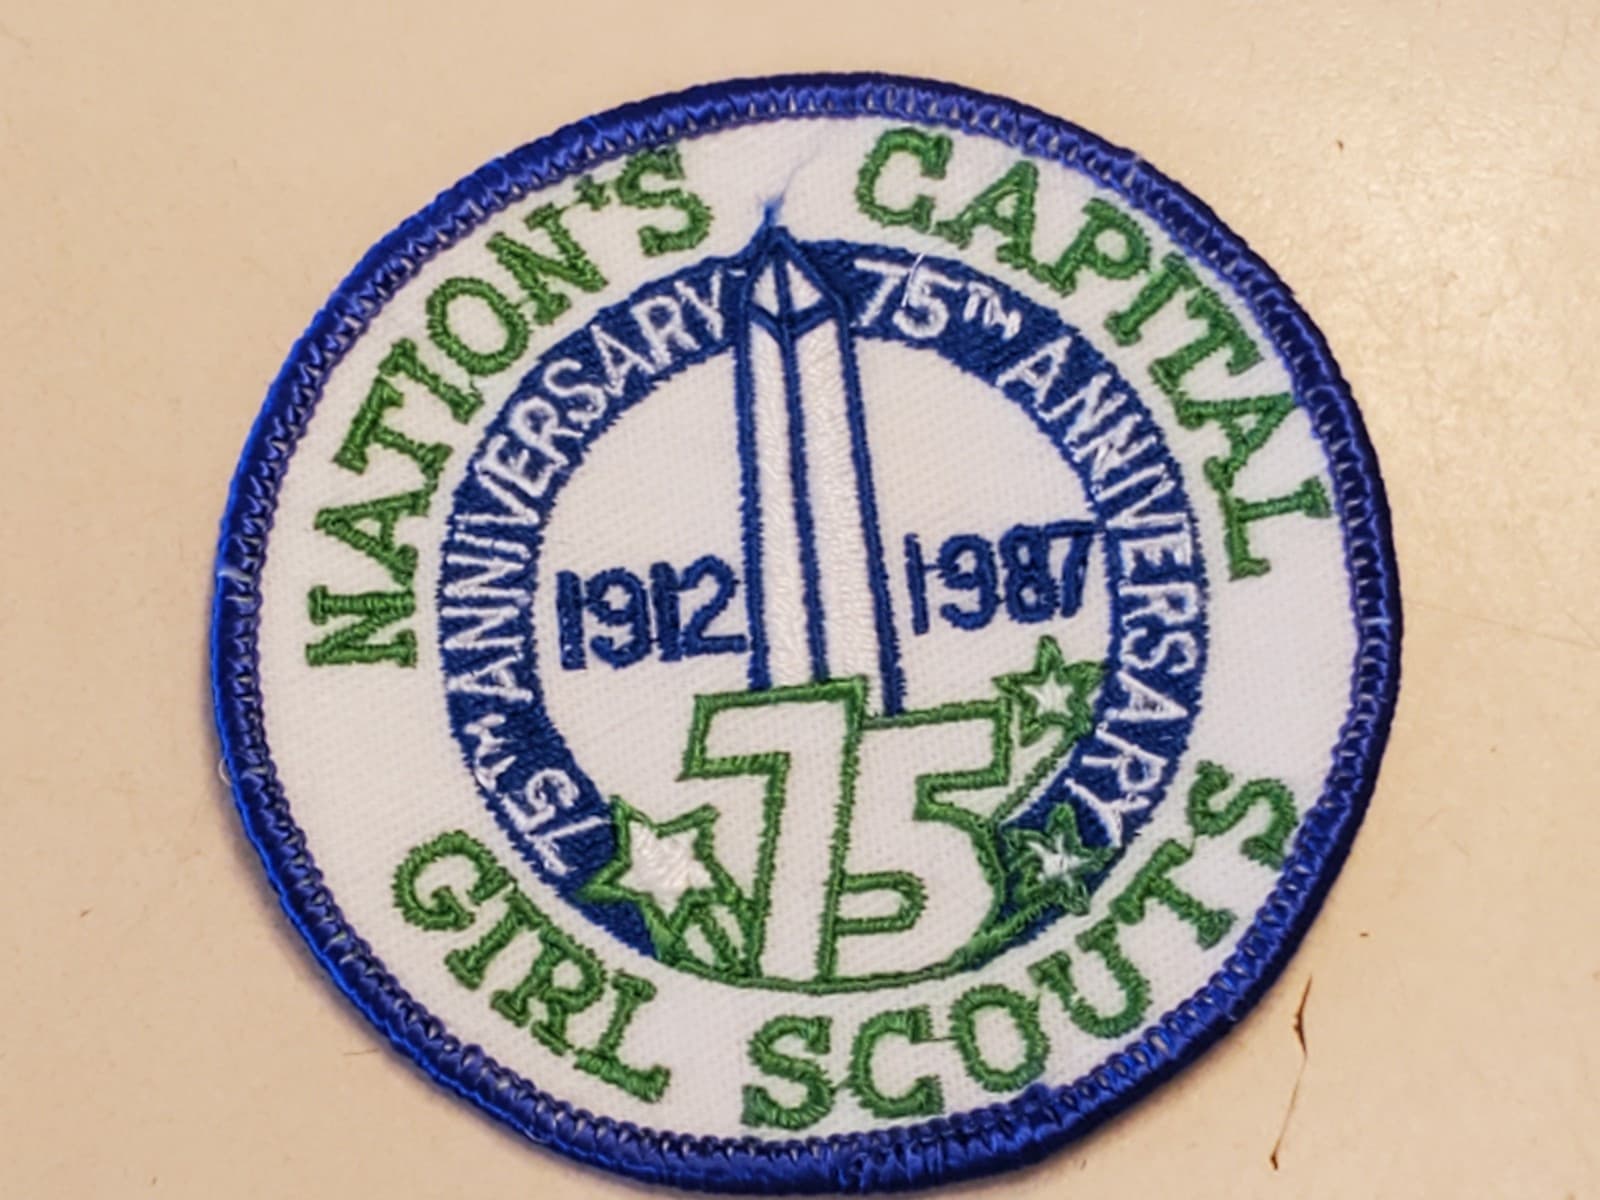 NATION'S CAPITAL
75TH ANNIVERSARY
75TH ANNIVERSARY
1912
1987
75
GIRL SCOUTS